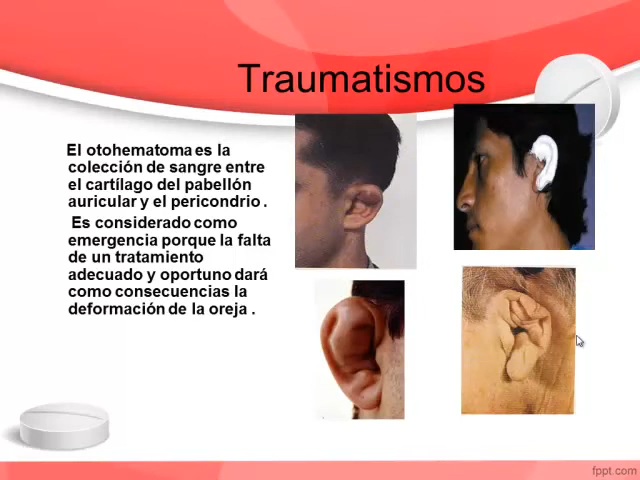 Traumatismos
El otohematoma es la
colección de sangre entre
el cartílago del pabellón
auricular y el pericondrio .
Es considerado como
emergencia porque la falta
de un tratamiento
adecuado y oportuno dará
como consecuencias la
deformación de la oreja .
fppt.com